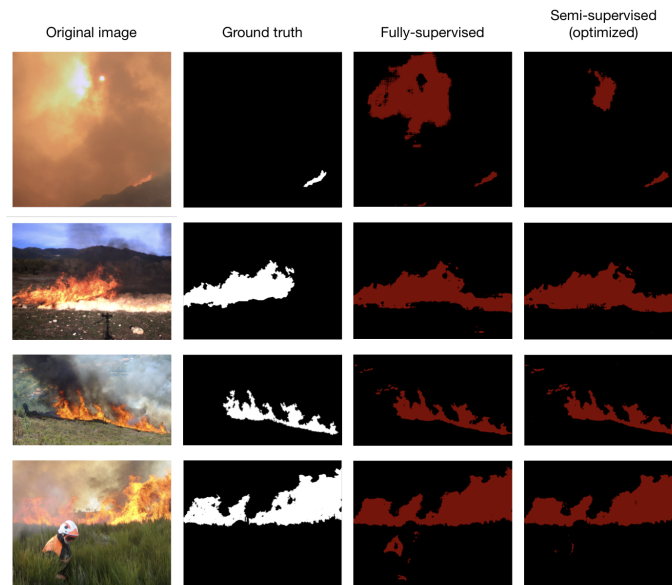 Original image
Ground truth
Fully-supervised
Semi-supervised
(optimized)